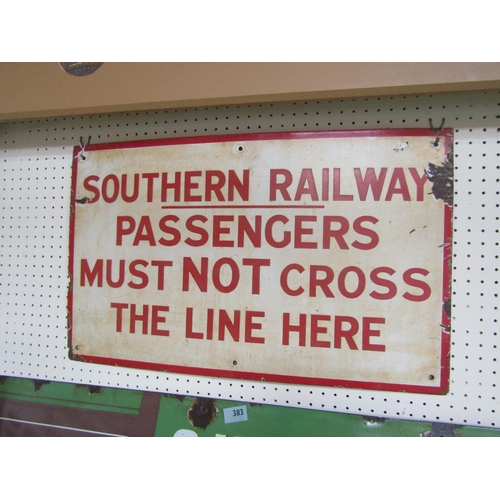 SOUTHERN RAILWAY
PASSENGERS
MUST NOT CROSS
THE LINE HERE
383